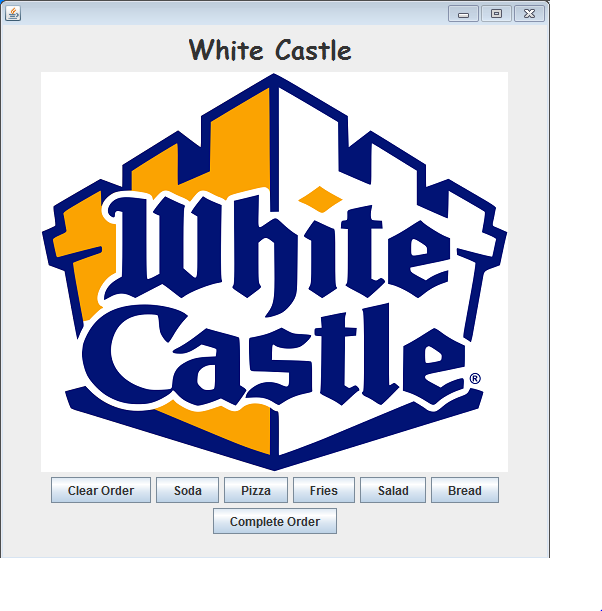 White Castle
White
Castle®
Clear Order Soda Pizza Fries Salad Bread
Complete Order